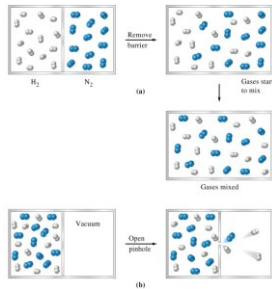 Remove
barrier
H2
N2
(a)
Gases start
to mix
Gases mixed
Vacuum
Open
pinhole
(b)